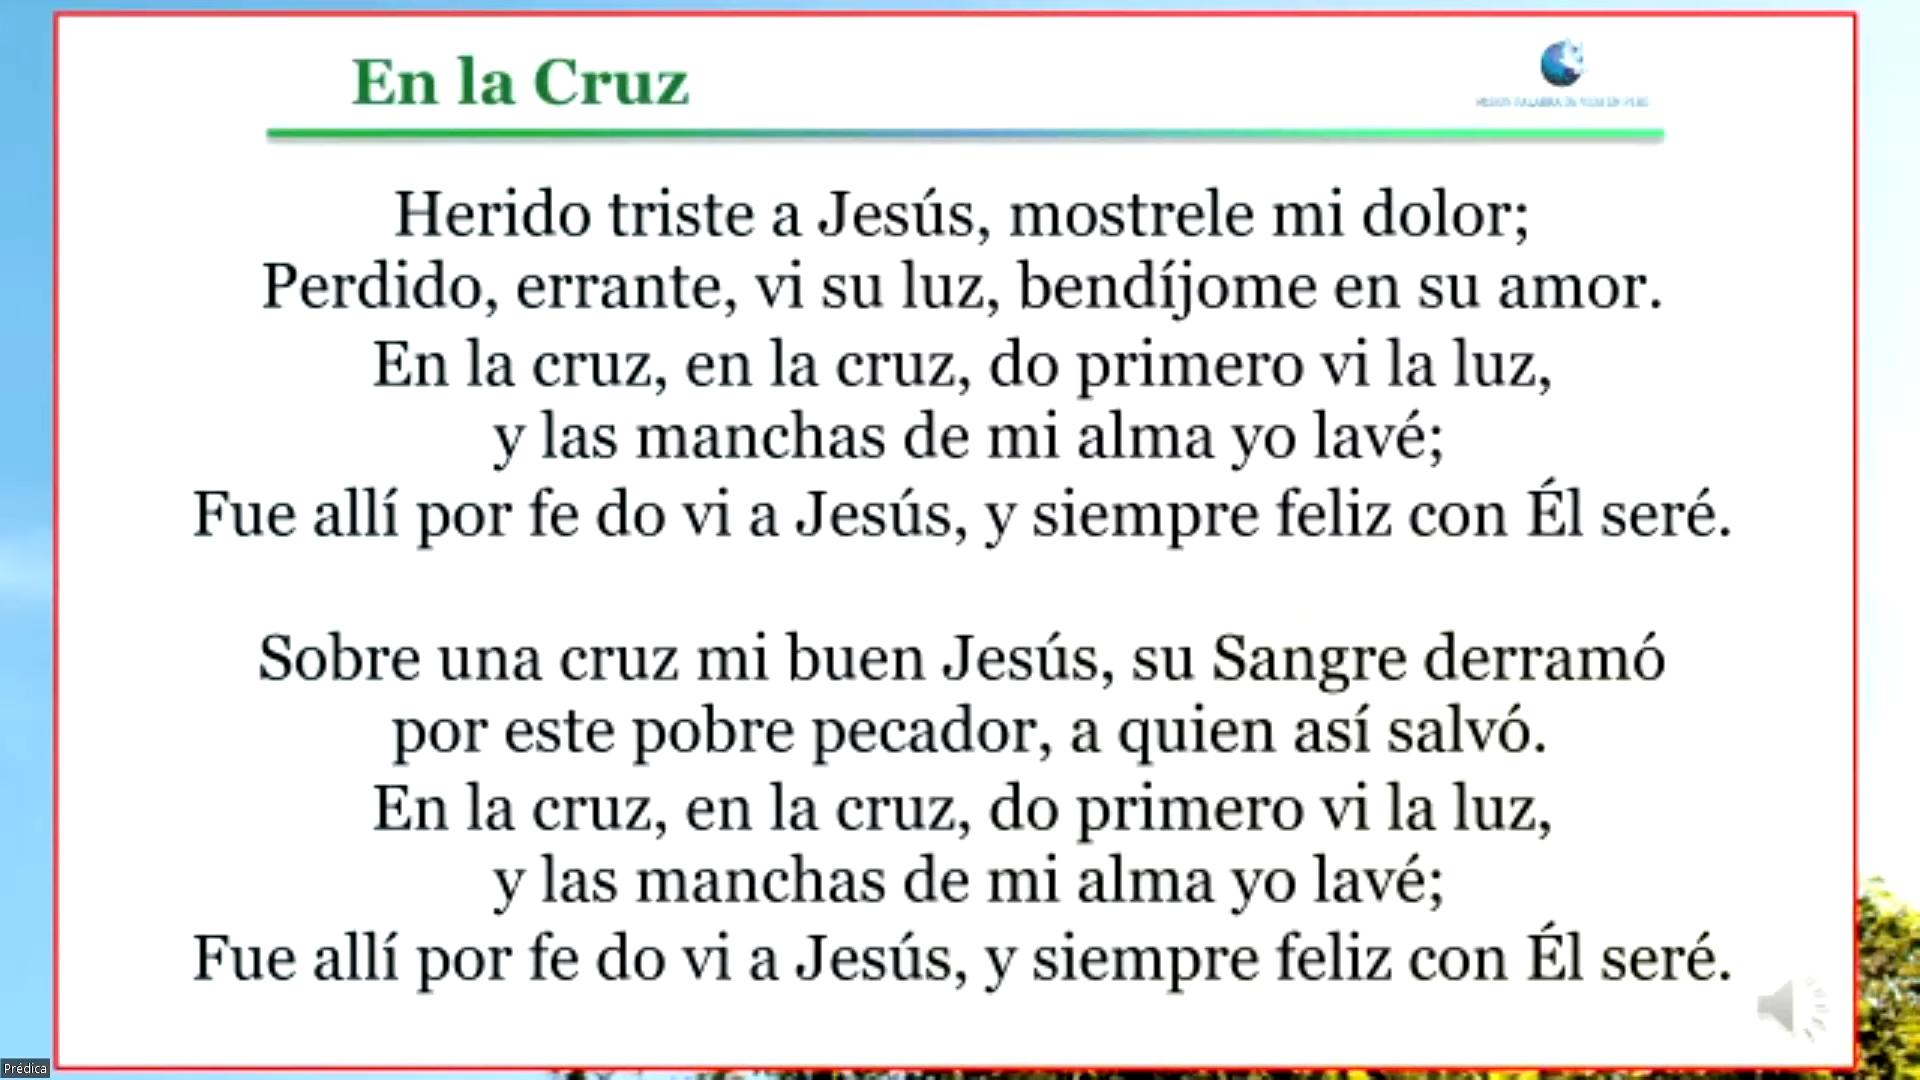 En la Cruz
Herido triste a Jesús, mostrele mi dolor;
Perdido, errante, vi su luz, bendíjome en su amor.
En la cruz, en la cruz, do primero vi la luz,
y las manchas de mi alma yo lavé;
Fue allí por fe do vi a Jesús, y siempre feliz con Él seré.
Sobre una cruz mi buen Jesús, su Sangre derramó
por este pobre pecador, a quien así salvó.
En la cruz, en la cruz, do primero vi la luz,
y las manchas de mi alma yo lavé;
Fue allí por fe do vi a Jesús, y siempre feliz con Él seré.
Prédica